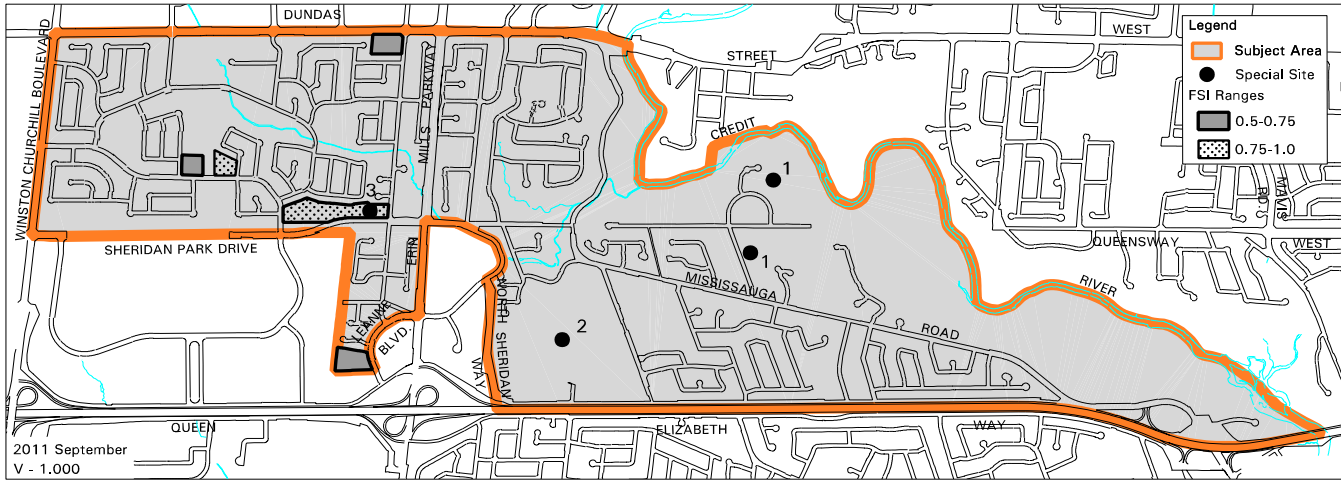 DUNDAS
STREET
WEST
WINSTON CHURCHILL BOULEVARD
MILLS PARKWAY
ERIN
CREDIT
RIVER
3
1
1
2
SHERIDAN PARK DRIVE
LEANNE
BLVD.
NORTH SHERIDAN
WAY
MISSISSAUGA
ROAD
QUEENSWAY
WEST
MAVIS
RD.
QUEEN
ELIZABETH
WAY
Legend
Subject Area
Special Site
FSI Ranges
0.5-0.75
0.75-1.0
2011 September
V - 1.000